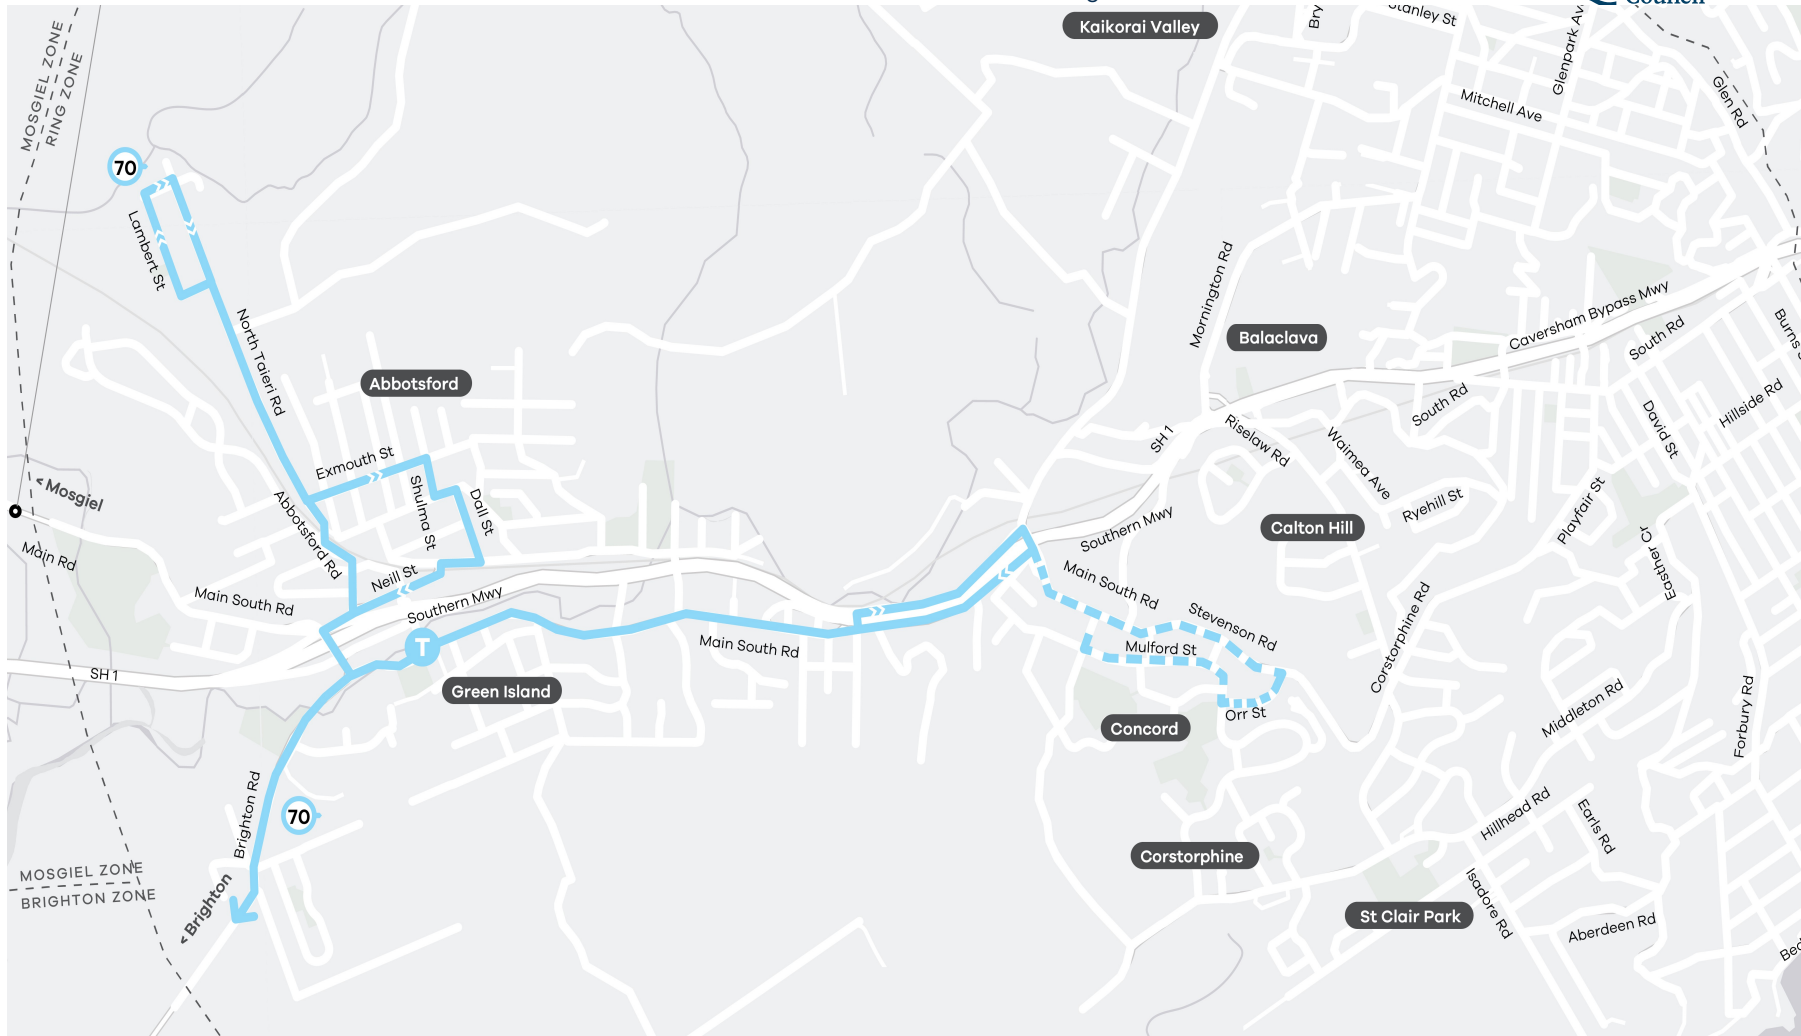 Council
Kaikorai Valley
Stanley St
Glenpark Av
Glen Rd
Mitchell Ave
MOSGIEL ZONE
RING ZONE
70
Lambert St
North Taieri Rd
Mornington Rd
Balaclava
Caversham Bypass Mwy
South Rd
Abbotsford
Hillside Rd
David St
South Rd
SH 1
Riselaw Rd
Waimea Ave
Exmouth St
Shulma St
Dall St
< Mosgiel
Main Rd
Abbotsford Rd
Neill St
Southern Mwy
Main South Rd
Ryehill St
Calton Hill
Playfair St
Easther Cr
Southern Mwy
Main South Rd
Stevenson Rd
Mulford St
Corstorphine Rd
T
Main South Rd
SH 1
Green Island
Orr St
Concord
Middleton Rd
Forbury Rd
Brighton Rd
70
Hillhead Rd
Earls Rd
Corstorphine
MOSGIEL ZONE
BRIGHTON ZONE
< Brighton
Isadore Rd
St Clair Park
Aberdeen Rd